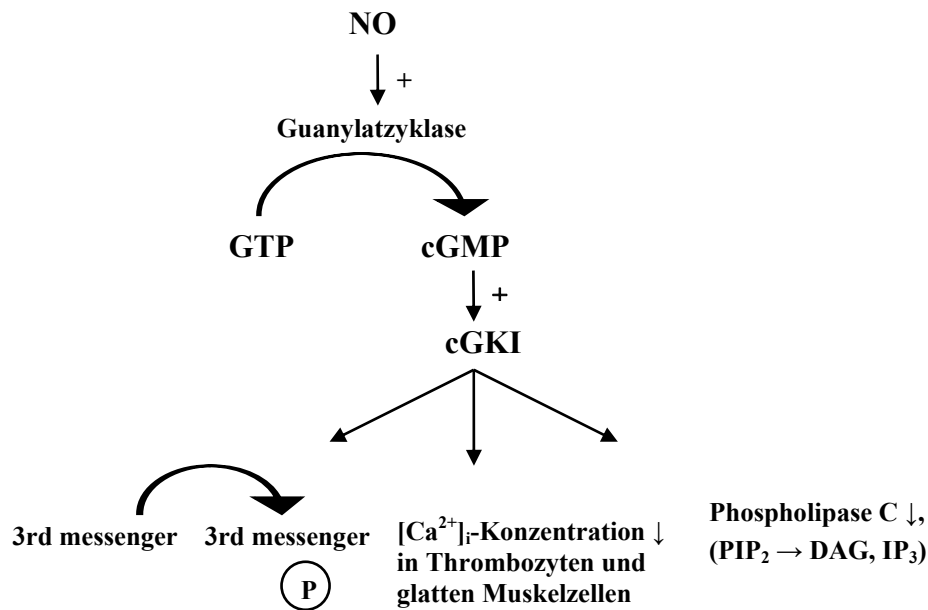 NO
+
Guanylatzyklase
GTP cGMP
+
cGKI
3rd messenger 3rd messenger
P
[Ca²⁺]ᵢ-Konzentration ↓
in Thrombozyten und
glatten Muskelzellen
Phospholipase C ↓,
(PIP₂ → DAG, IP₃)